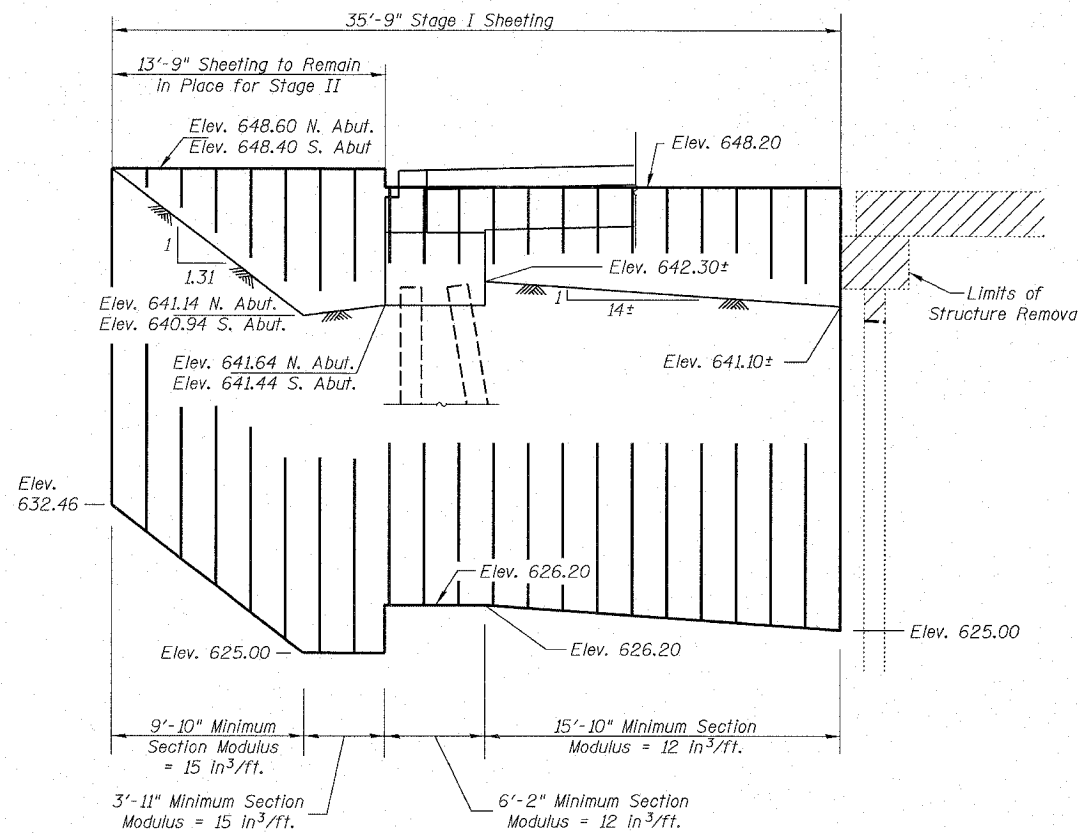 35'-9" Stage I Sheeting
13'-9" Sheeting to Remain
in Place for Stage II
Elev. 648.60 N. Abut.
Elev. 648.40 S. Abut
Elev. 648.20
1
1.31
Elev. 642.30±
1
14±
Limits of
Structure Remova
Elev. 641.14 N. Abut.
Elev. 640.94 S. Abut.
Elev. 641.64 N. Abut.
Elev. 641.44 S. Abut.
Elev. 641.10±
Elev.
632.46
Elev. 626.20
Elev. 625.00
Elev. 626.20
Elev. 625.00
9'-10" Minimum
Section Modulus
= 15 in³/ft.
15'-10" Minimum Section
Modulus = 12 in³/ft.
3'-11" Minimum Section
Modulus = 15 in³/ft.
6'-2" Minimum Section
Modulus = 12 in³/ft.